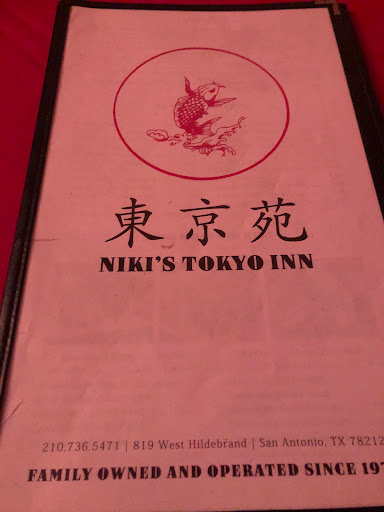 東京苑
NIKI'S TOKYO INN
210.736.5471 | 819 West Hildebrand | San Antonio, TX 78212
FAMILY OWNED AND OPERATED SINCE